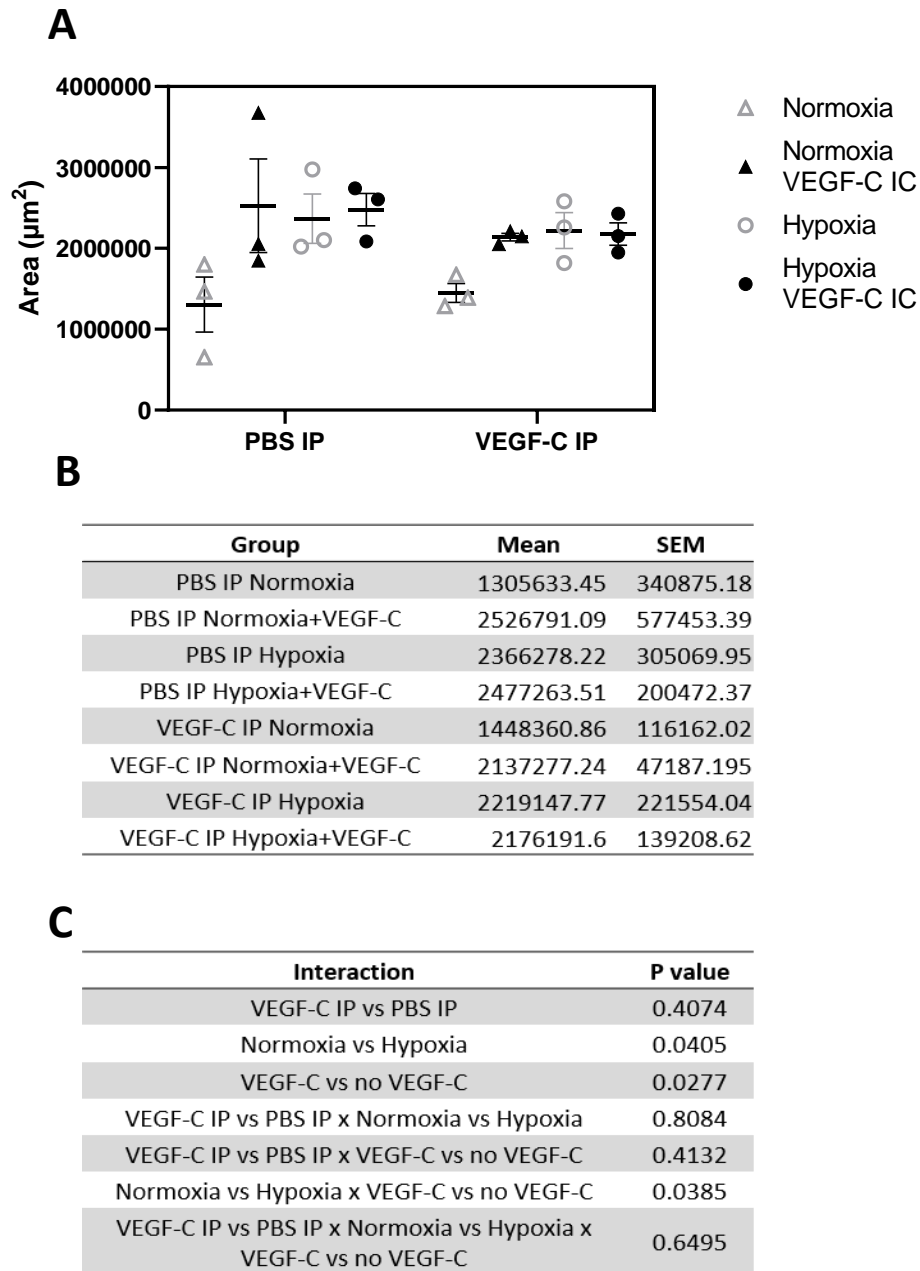 A
4000000
3000000
2000000
1000000
0
Area (µm²)
PBS IP VEGF-C IP
Normoxia
Normoxia
VEGF-C IC
Hypoxia
Hypoxia
VEGF-C IC
B
Group Mean SEM
PBS IP Normoxia 1305633.45 340875.18
PBS IP Normoxia+VEGF-C 2526791.09 577453.39
PBS IP Hypoxia 2366278.22 305069.95
PBS IP Hypoxia+VEGF-C 2477263.51 200472.37
VEGF-C IP Normoxia 1448360.86 116162.02
VEGF-C IP Normoxia+VEGF-C 2137277.24 47187.195
VEGF-C IP Hypoxia 2219147.77 221554.04
VEGF-C IP Hypoxia+VEGF-C 2176191.6 139208.62
C
Interaction P value
VEGF-C IP vs PBS IP 0.4074
Normoxia vs Hypoxia 0.0405
VEGF-C vs no VEGF-C 0.0277
VEGF-C IP vs PBS IP x Normoxia vs Hypoxia 0.8084
VEGF-C IP vs PBS IP x VEGF-C vs no VEGF-C 0.4132
Normoxia vs Hypoxia x VEGF-C vs no VEGF-C 0.0385
VEGF-C IP vs PBS IP x Normoxia vs Hypoxia x
VEGF-C vs no VEGF-C 0.6495